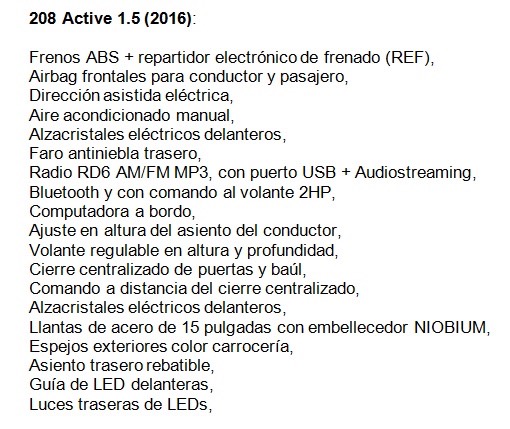 208 Active 1.5 (2016):
Frenos ABS + repartidor electrónico de frenado (REF),
Airbag frontales para conductor y pasajero,
Dirección asistida eléctrica,
Aire acondicionado manual,
Alzacristales eléctricos delanteros,
Faro antiniebla trasero,
Radio RD6 AM/FM MP3, con puerto USB + Audiostreaming,
Bluetooth y con comando al volante 2HP,
Computadora a bordo,
Ajuste en altura del asiento del conductor,
Volante regulable en altura y profundidad,
Cierre centralizado de puertas y baúl,
Comando a distancia del cierre centralizado,
Alzacristales eléctricos delanteros,
Llantas de acero de 15 pulgadas con embellecedor NIOBIUM,
Espejos exteriores color carrocería,
Asiento trasero rebatible,
Guía de LED delanteras,
Luces traseras de LEDs,